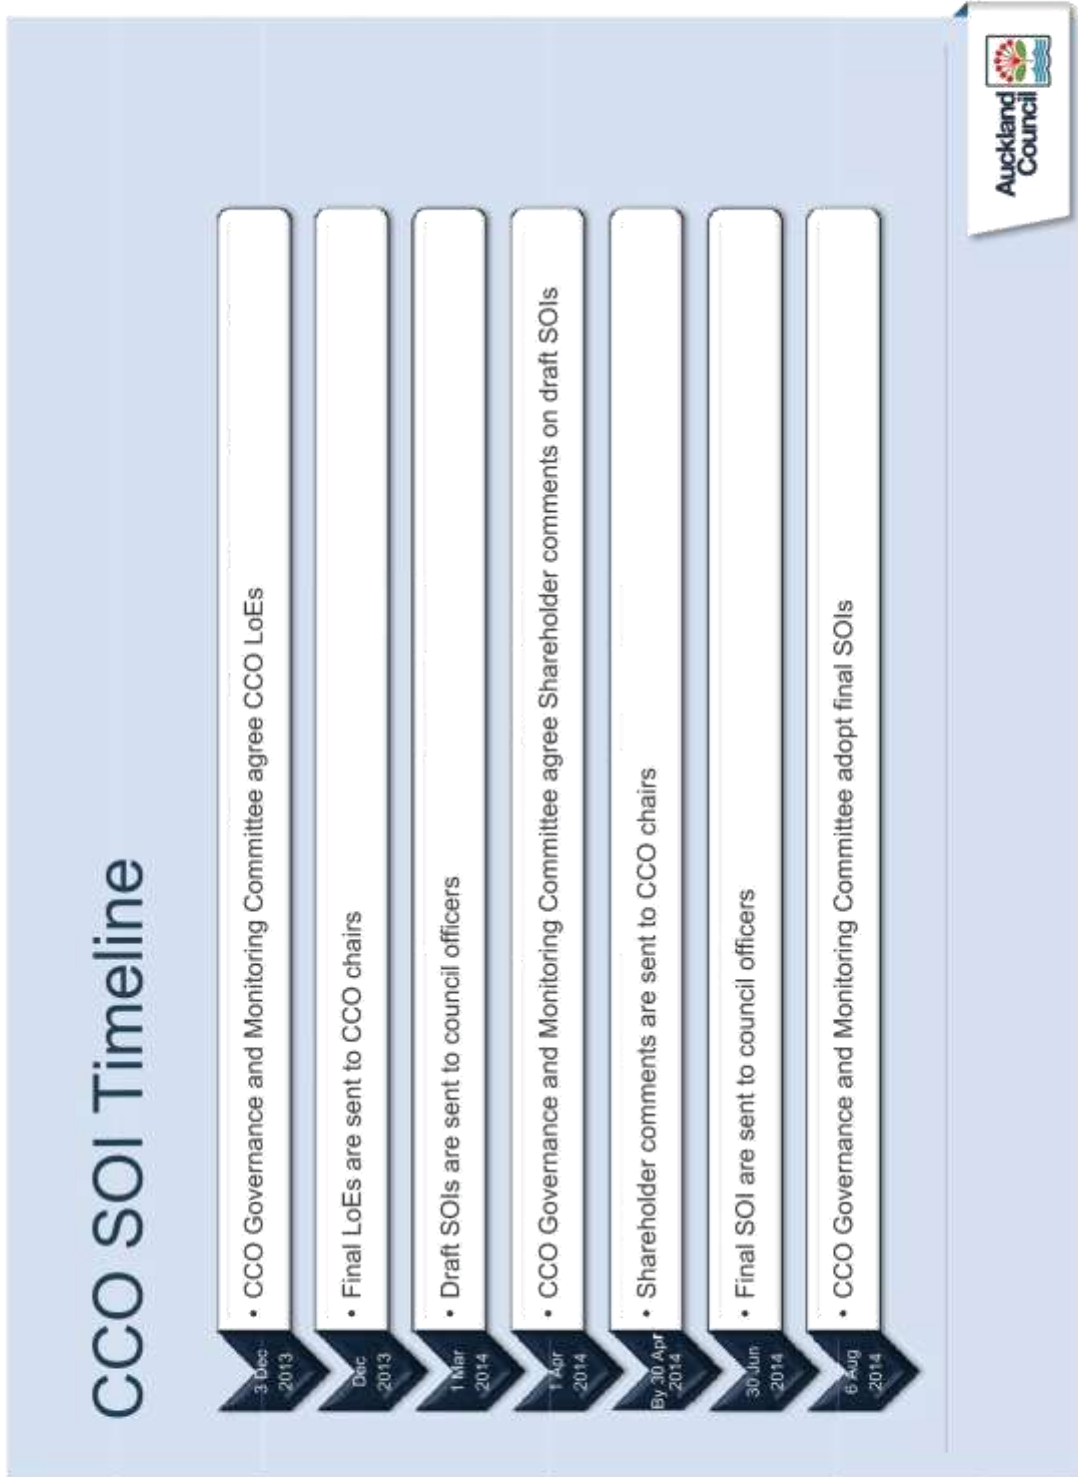 CCO SOI Timeline
3 Dec
2013
• CCO Governance and Monitoring Committee agree CCO LoEs
Dec
2013
• Final LoEs are sent to CCO chairs
1 Mar
2014
• Draft SOIs are sent to council officers
1 Apr
2014
• CCO Governance and Monitoring Committee agree Shareholder comments on draft SOIs
By 30 Apr
2014
• Shareholder comments are sent to CCO chairs
30 Jun
2014
• Final SOI are sent to council officers
6 Aug
2014
• CCO Governance and Monitoring Committee adopt final SOIs
Auckland
Council